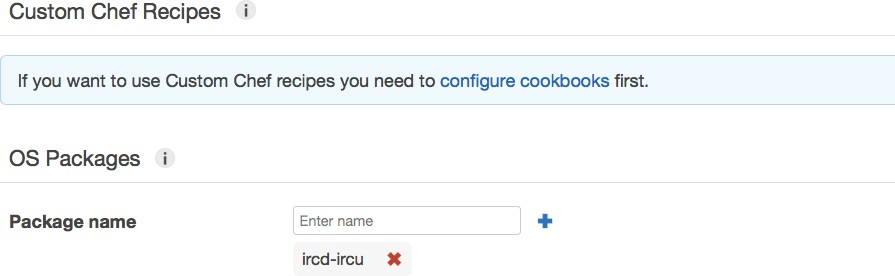 Custom Chef Recipes i
If you want to use Custom Chef recipes you need to configure cookbooks first.
OS Packages i
Package name Enter name
ircd-ircu